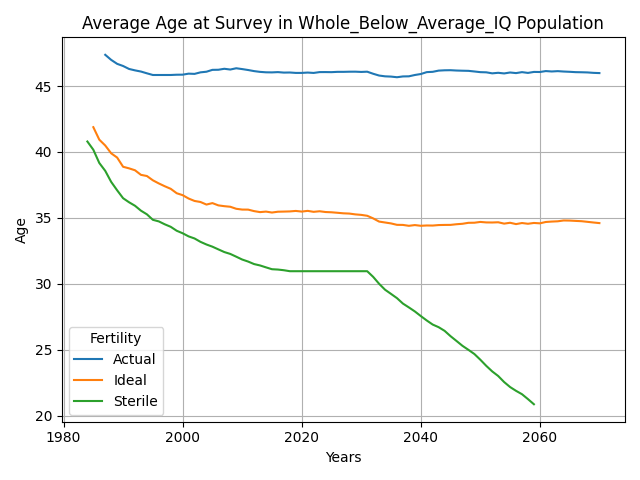 Average Age at Survey in Whole_Below_Average_IQ Population
45
40
35
30
25
20
Age
Fertility
Actual
Ideal
Sterile
1980
2000
2020
2040
2060
Years